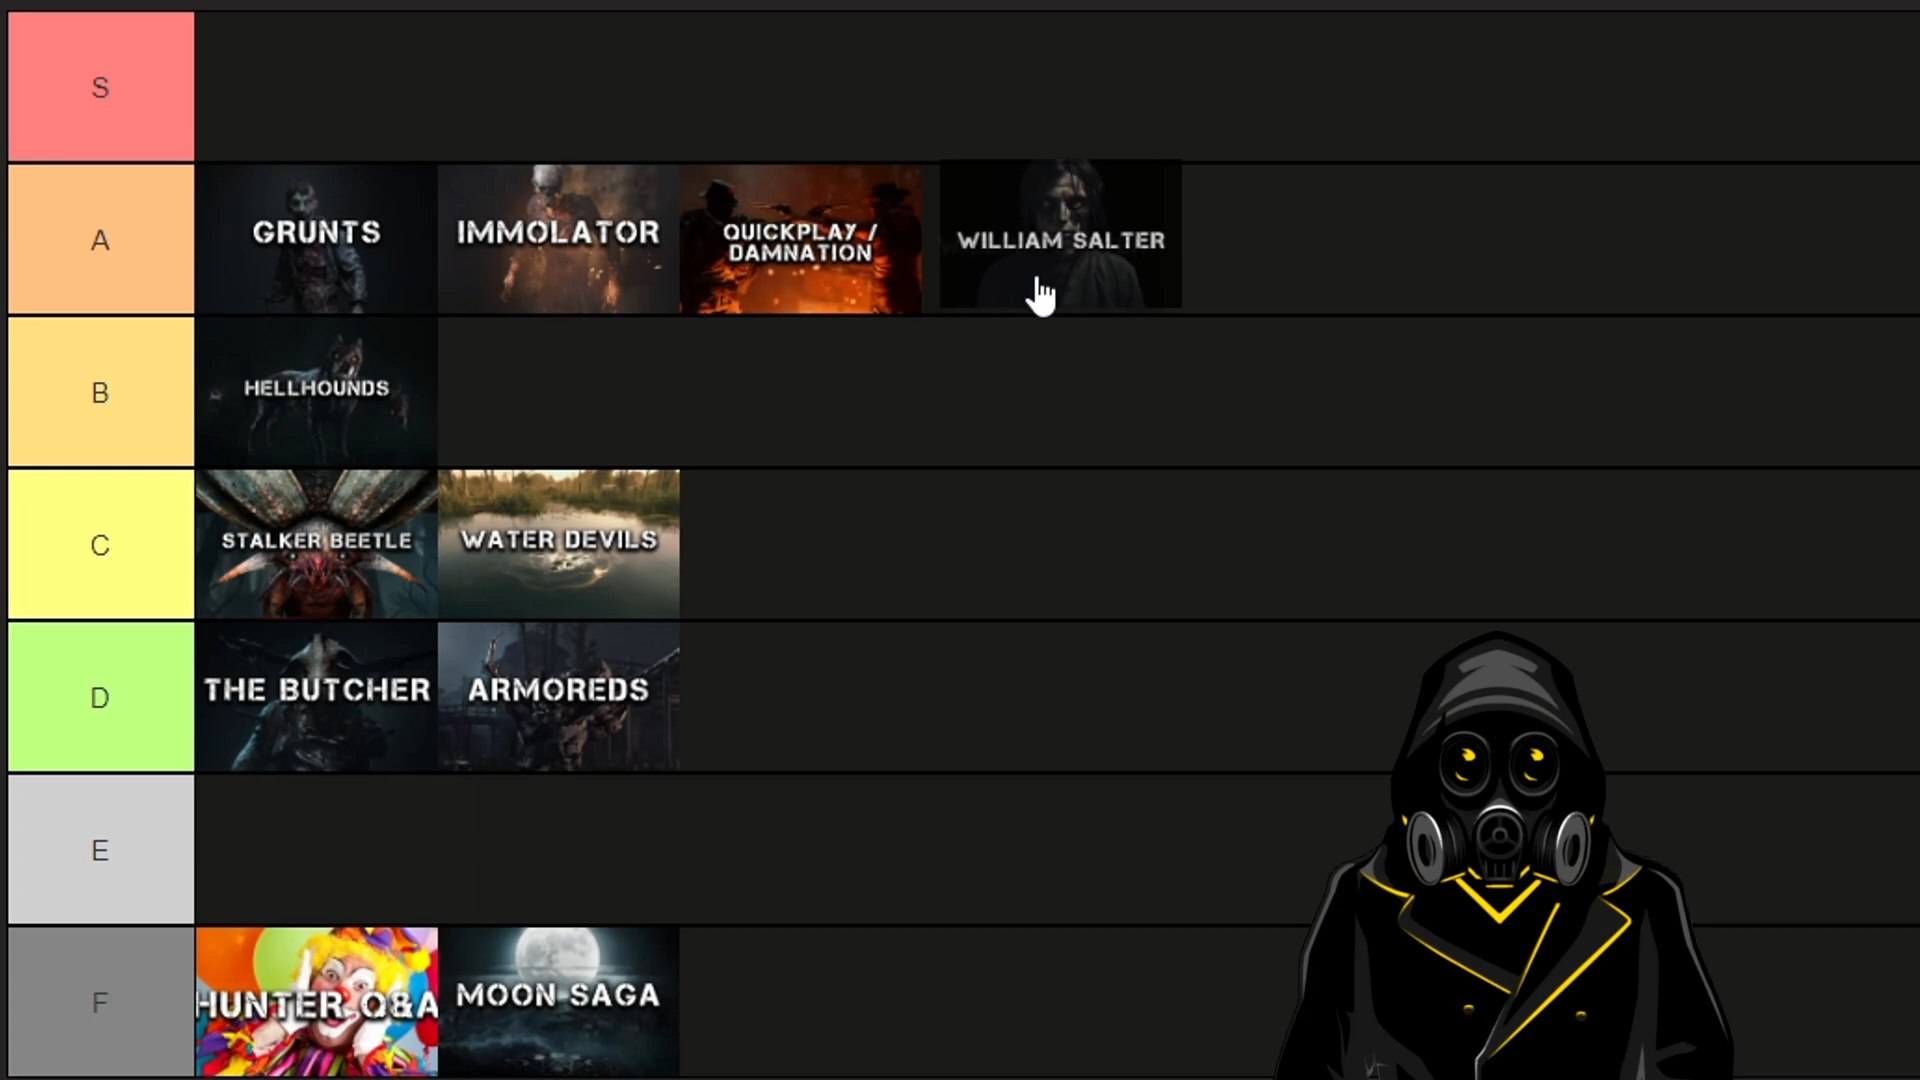 S
A
GRUNTS
IMMOLATOR
QUICKPLAY /
DAMNATION
WILLIAM SALTER
B
HELLHOUNDS
C
STALKER BEETLE
WATER DEVILS
D
THE BUTCHER
ARMOREDS
E
F
HUNTER Q&A
MOON SAGA